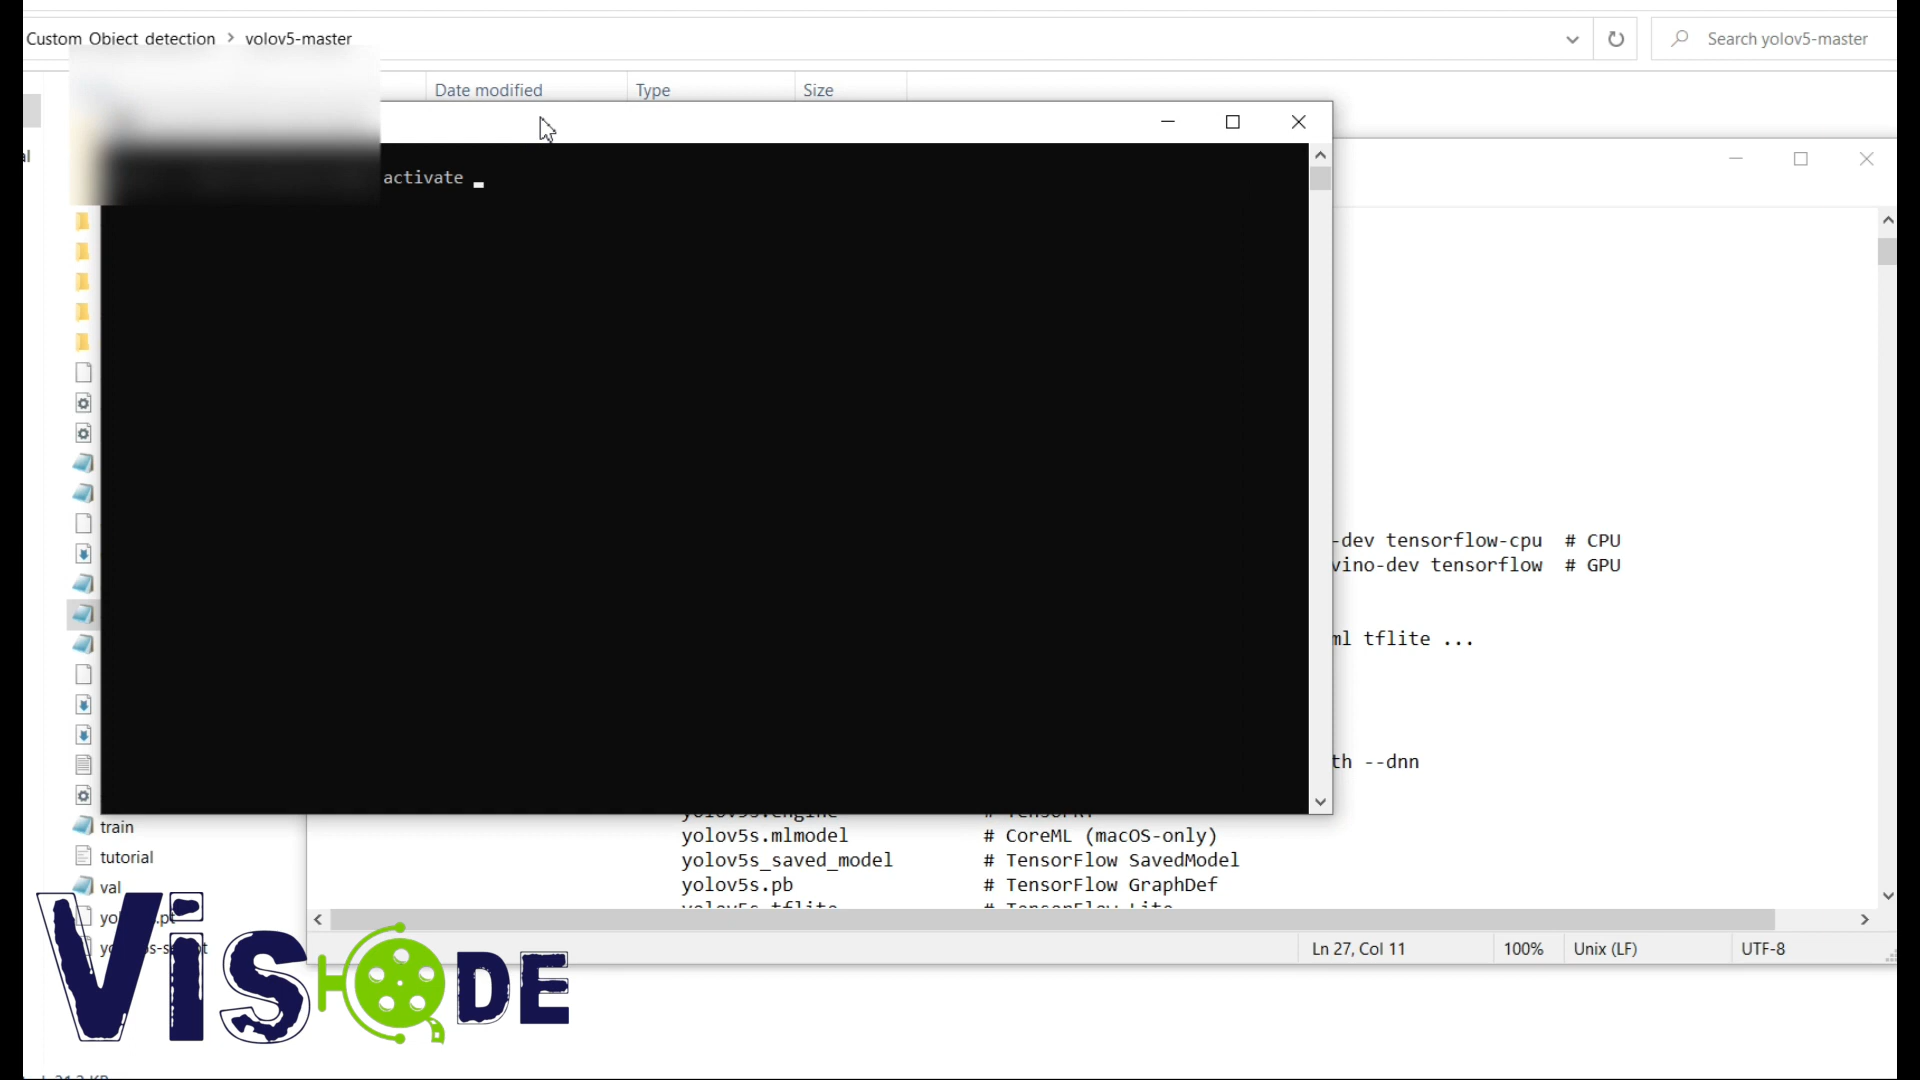 Custom Object detection > yolov5-master
Search yolov5-master
Date modified
Type
Size
activate
-dev tensorflow-cpu # CPU
vino-dev tensorflow # GPU
ml tflite ...
th --dnn
yolov5s.mlmodel # CoreML (macOS-only)
yolov5s_saved_model # TensorFlow SavedModel
yolov5s.pb # TensorFlow GraphDef
train
tutorial
val
Ln 27, Col 11
100%
Unix (LF)
UTF-8
VisHDE